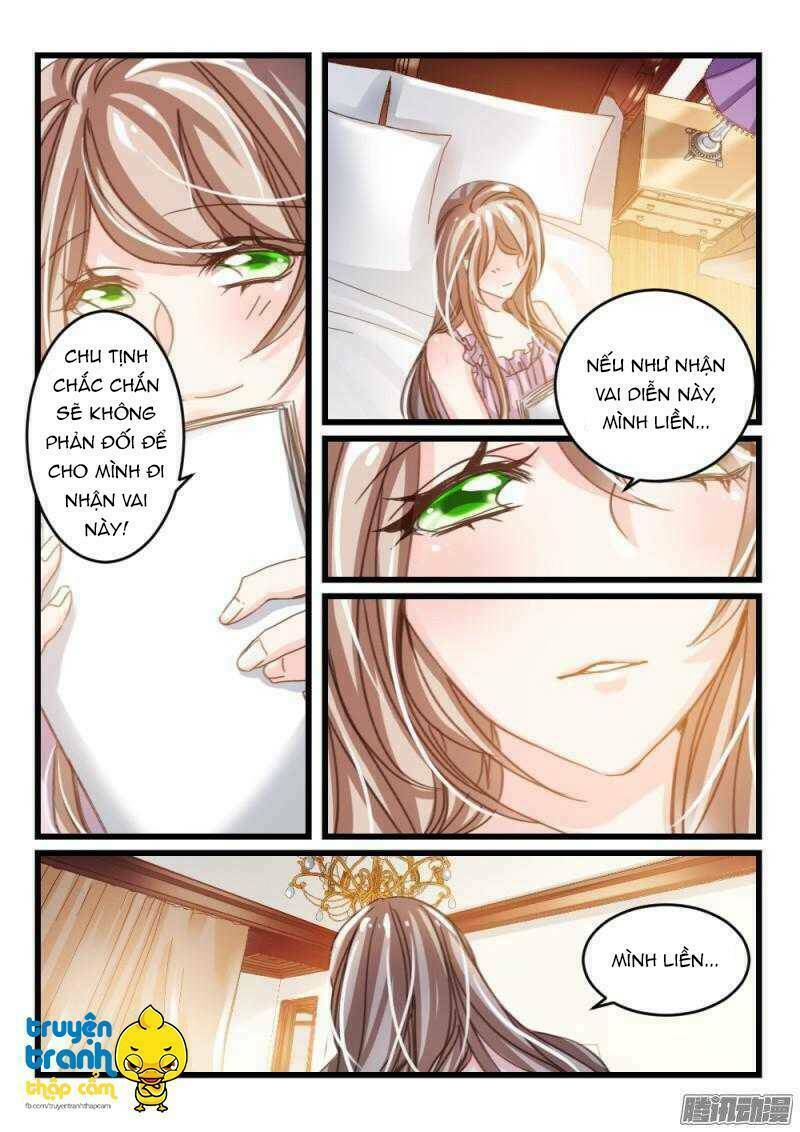 CHU TỊNH
CHẮC CHẮN
SẼ KHÔNG
PHẢN ĐỐI ĐỂ
CHO MÌNH ĐI
NHẬN VAI
NÀY!
NẾU NHƯ NHẬN
VAI DIỄN NÀY,
MÌNH LIỀN...
MÌNH LIỀN...
truyện
tranh
thập cẩm
fb.com/truyentranhthapcam
腾讯动漫